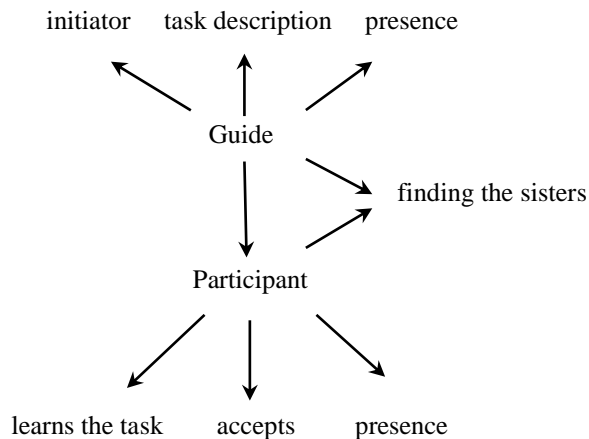 initiator task description presence
Guide
finding the sisters
Participant
learns the task accepts presence